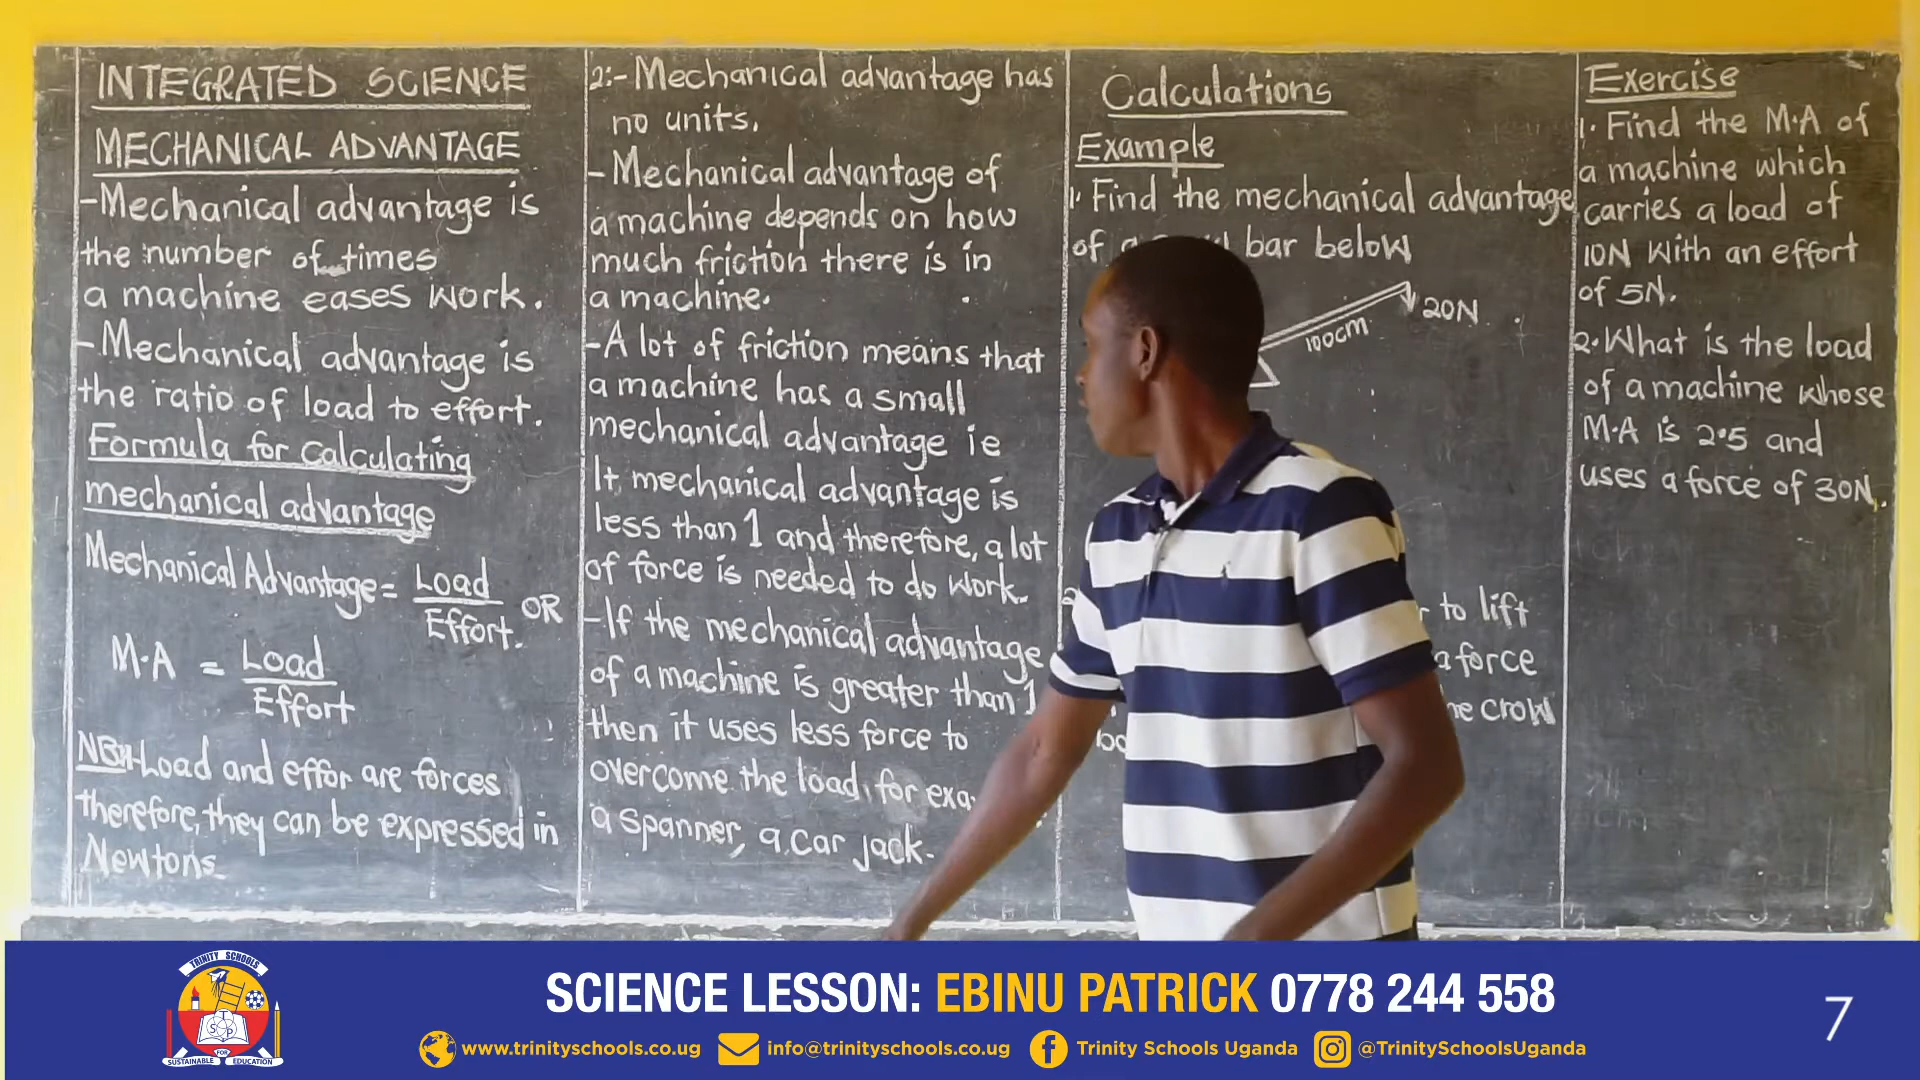 INTEGRATED SCIENCE
MECHANICAL ADVANTAGE
-Mechanical advantage is
the number of times
a machine eases work.
-Mechanical advantage is
the ratio of load to effort.
Formula for Calculating
mechanical advantage
Mechanical Advantage = Load
Effort. OR
M.A = Load
Effort
NB:-Load and effor are forces
therefore, they can be expressed in
Newtons
2:- Mechanical advantage has
no units.
-Mechanical advantage of
a machine depends on how
much friction there is in
a machine.
-A lot of friction means that
a machine has a small
mechanical advantage ie
It mechanical advantage is
less than 1 and therefore, a lot
of force is needed to do work.
-If the mechanical advantage
of a machine is greater than 1
then it uses less force to
overcome the load, for exa
a spanner, a car jack.
Calculations
Example
1. Find the mechanical advantage
of a bar below
20N
100cm
to lift
a force
crow
Exercise
1. Find the M.A of
a machine which
carries a load of
10N with an effort
of 5N.
2. What is the load
of a machine whose
M.A is 2.5 and
uses a force of 30N.
TRINITY SCHOOLS
STP
SUSTAINABLE FOR EDUCATION
SCIENCE LESSON: EBINU PATRICK 0778 244 558
www.trinityschools.co.ug info@trinityschools.co.ug Trinity Schools Uganda @TrinitySchoolsUganda
7